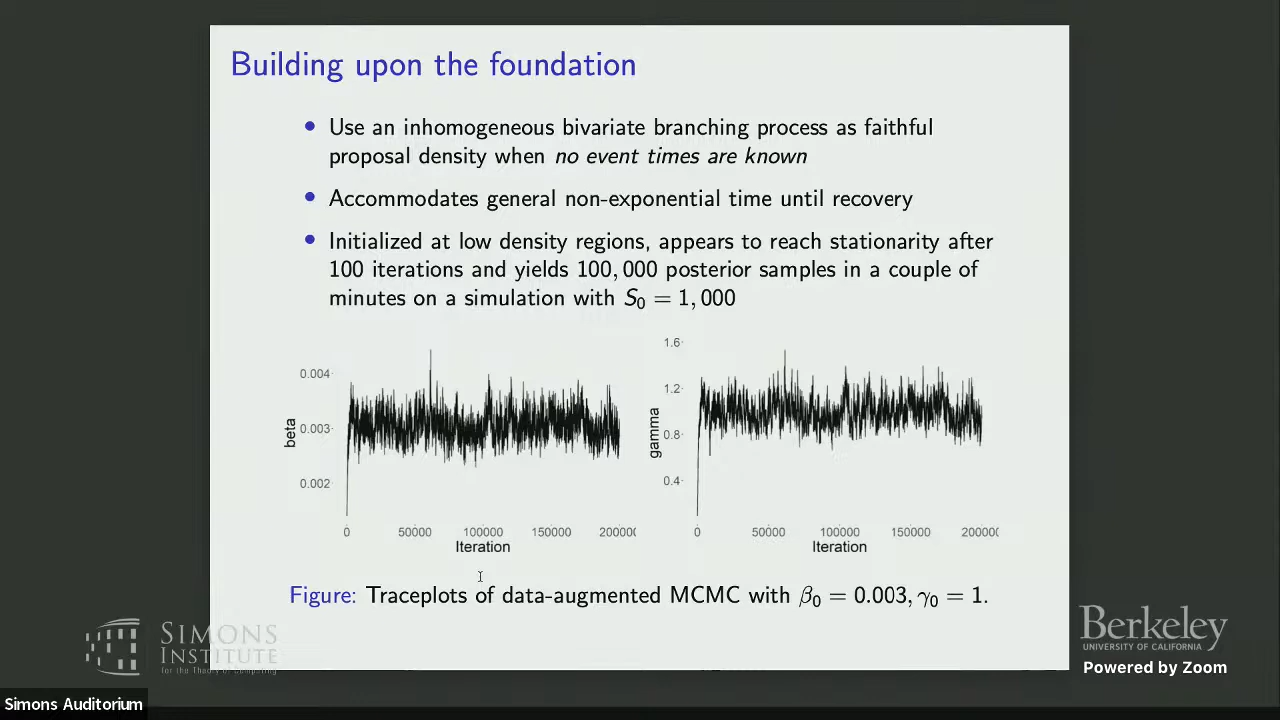 Building upon the foundation
• Use an inhomogeneous bivariate branching process as faithful
proposal density when no event times are known
• Accommodates general non-exponential time until recovery
• Initialized at low density regions, appears to reach stationarity after
100 iterations and yields 100,000 posterior samples in a couple of
minutes on a simulation with S₀ = 1,000
0.004
0.003
0.002
beta
0
50000
100000
150000
200000
Iteration
1.6
1.2
0.8
0.4
gamma
0
50000
100000
150000
200000
Iteration
Figure: Traceplots of data-augmented MCMC with β₀ = 0.003, γ₀ = 1.
SIMONS
INSTITUTE
for the Theory of Computing
Berkeley
UNIVERSITY OF CALIFORNIA
Powered by Zoom
Simons Auditorium